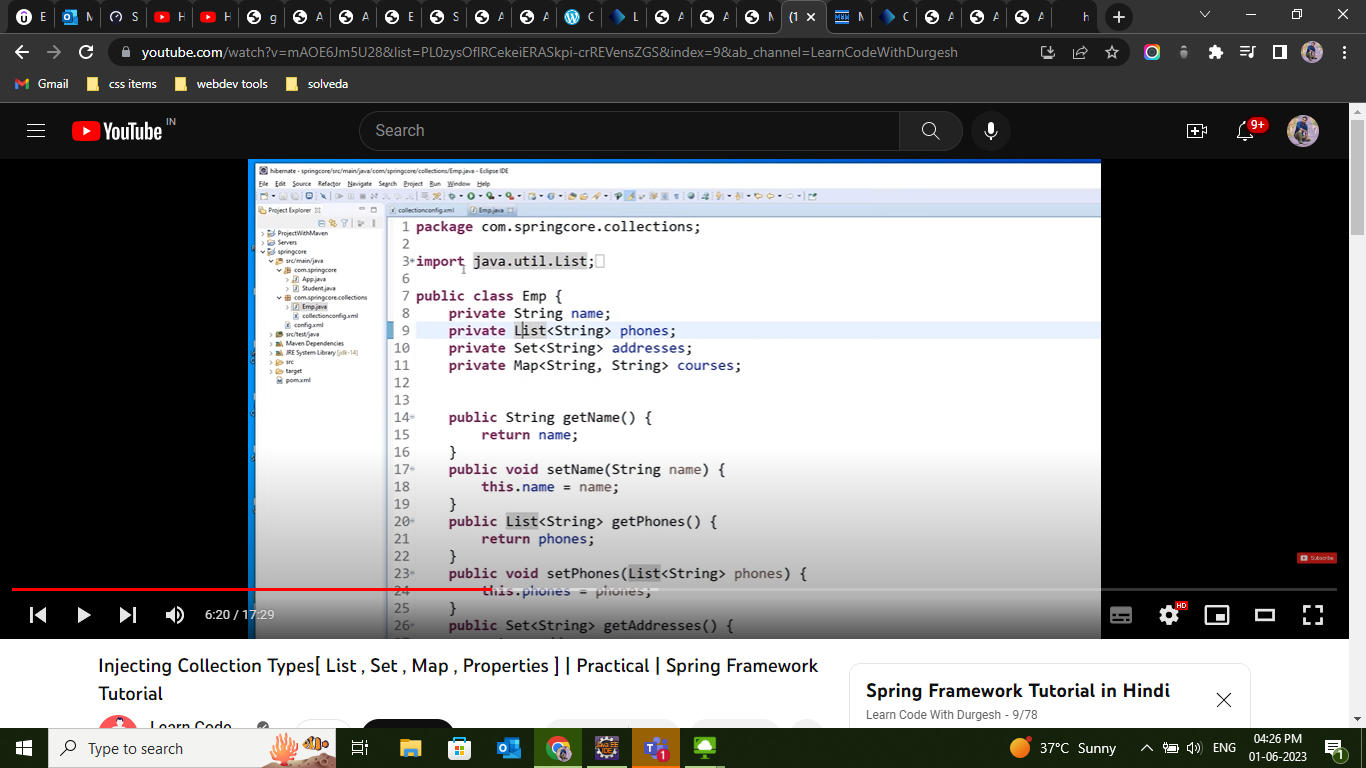 youtube.com/watch?v=mAOE6Jm5U28&list=PL0zysOflRCekeiERASkpi-crREVensZGS&index=9&ab_channel=LearnCodeWithDurgesh
Gmail css items webdev tools solveda
YouTube IN
Search
9+
hibernate - springcore/src/main/java/com/springcore/collections/Emp.java - Eclipse IDE
File Edit Source Refactor Navigate Search Project Run Window Help
Project Explorer
ProjectWithMaven
Servers
springcore
src/main/java
com.springcore
App.java
Student.java
com.springcore.collections
Emp.java
collectionconfig.xml
config.xml
src/test/java
Maven Dependencies
JRE System Library [jdk-14]
src
target
pom.xml
collectionconfig.xml Emp.java
1 package com.springcore.collections;
2
3 import java.util.List;
6
7 public class Emp {
8 private String name;
9 private List<String> phones;
10 private Set<String> addresses;
11 private Map<String, String> courses;
12
13
14 public String getName() {
15 return name;
16 }
17 public void setName(String name) {
18 this.name = name;
19 }
20 public List<String> getPhones() {
21 return phones;
22 }
23 public void setPhones(List<String> phones) {
24 this.phones = phones;
25 }
26 public Set<String> getAddresses() {
Subscribe
6:20 / 17:29
HD
Injecting Collection Types[ List , Set , Map , Properties ] | Practical | Spring Framework
Tutorial
Learn Code
Spring Framework Tutorial in Hindi
Learn Code With Durgesh - 9/78
Type to search
37°C Sunny
ENG
04:26 PM
01-06-2023
1